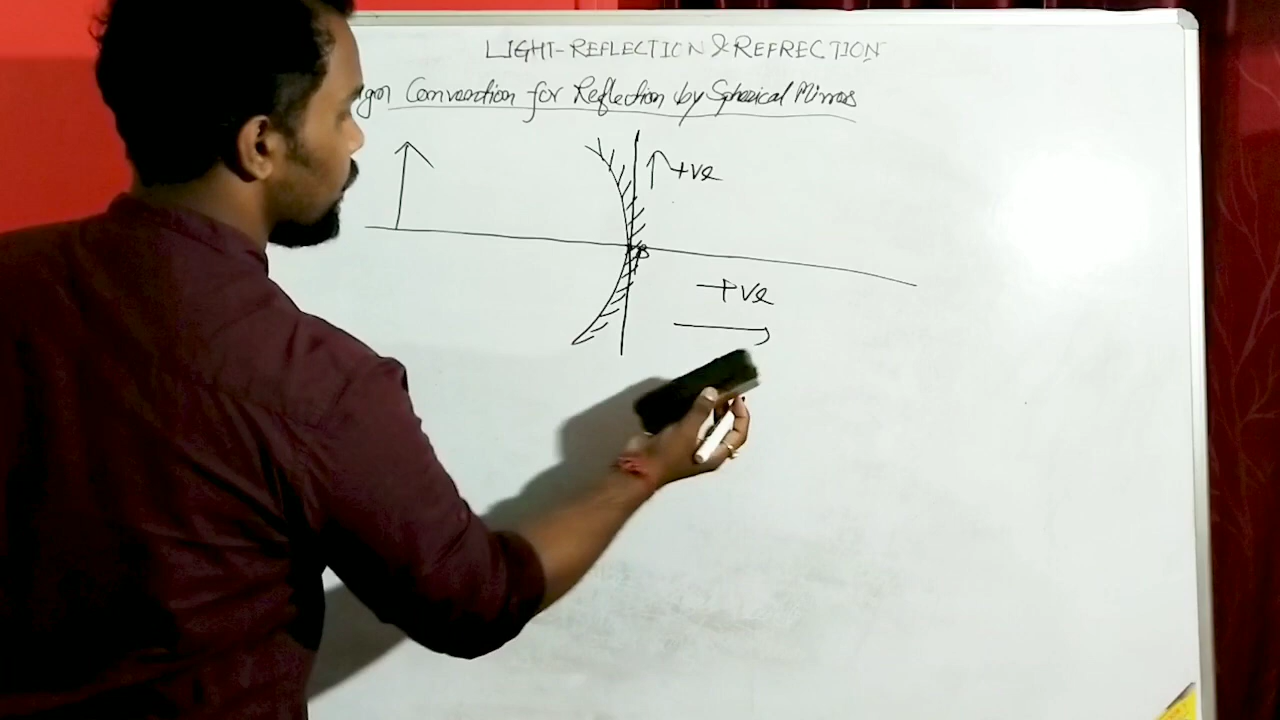 LIGHT-REFLECTION & REFRECTION
Convention for Reflection by Spherical Mirrors
+ve
+ve